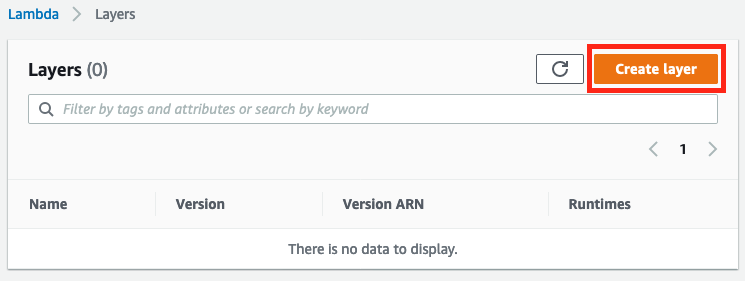 Lambda > Layers
Layers (0)
Create layer
Filter by tags and attributes or search by keyword
< 1 >
Name Version Version ARN Runtimes
There is no data to display.